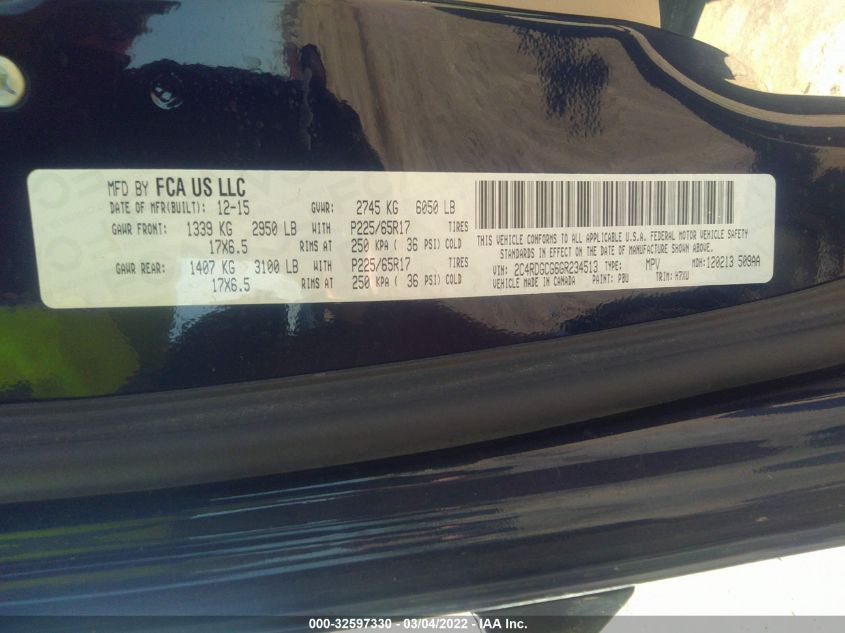 MFD BY FCA US LLC
DATE OF MFR(BUILT): 12-15 GVWR: 2745 KG 6050 LB
GAWR FRONT: 1339 KG 2950 LB WITH P225/65R17 TIRES
17X6.5 RIMS AT 250 KPA ( 36 PSI) COLD
GAWR REAR: 1407 KG 3100 LB WITH P225/65R17 TIRES
17X6.5 RIMS AT 250 KPA ( 36 PSI) COLD
THIS VEHICLE CONFORMS TO ALL APPLICABLE U.S.A. FEDERAL MOTOR VEHICLE SAFETY
STANDARDS IN EFFECT ON THE DATE OF MANUFACTURE SHOWN ABOVE.
VIN: 2C4RDGCG6GR234513 TYPE: MPV MDH: 120213 509AA
VEHICLE MADE IN CANADA PAINT: PBU TRIM: H7XU
000-32597330 - 03/04/2022 - IAA Inc.